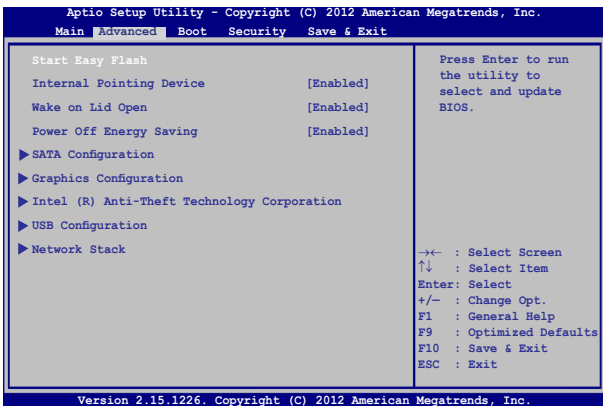 Aptio Setup Utility - Copyright (C) 2012 American Megatrends, Inc.
Main Advanced Boot Security Save & Exit
Start Easy Flash
Internal Pointing Device [Enabled]
Wake on Lid Open [Enabled]
Power Off Energy Saving [Enabled]
▶ SATA Configuration
▶ Graphics Configuration
▶ Intel (R) Anti-Theft Technology Corporation
▶ USB Configuration
▶ Network Stack
Press Enter to run
the utility to
select and update
BIOS.
→← : Select Screen
↑↓ : Select Item
Enter: Select
+/— : Change Opt.
F1 : General Help
F9 : Optimized Defaults
F10 : Save & Exit
ESC : Exit
Version 2.15.1226. Copyright (C) 2012 American Megatrends, Inc.